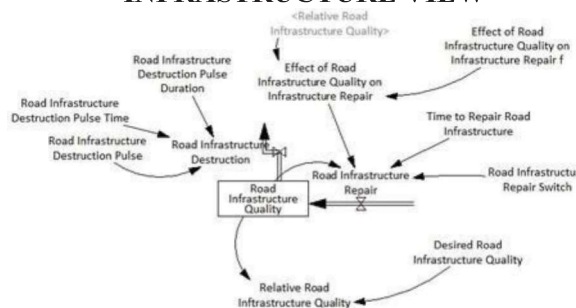 INFRASTRUCTURE VIEW
<Relative Road
Inftrastructure Quality>
Effect of Road
Infrastructure Quality on
Infrastructure Repair f
Road Infrastructure
Destruction Pulse
Duration
Effect of Road
Infrastructure Quality on
Infrastructure Repair
Road Infrastructure
Destruction Pulse Time
Time to Repair Road
Infrastructure
Road Infrastructure
Destruction Pulse
Road Infrastructure
Destruction
Road Infrastructure
Repair
Road Infrastructu
Repair Switch
Road
Infrastructure
Quality
Desired Road
Infrastructure Quality
Relative Road
Infrastructure Quality